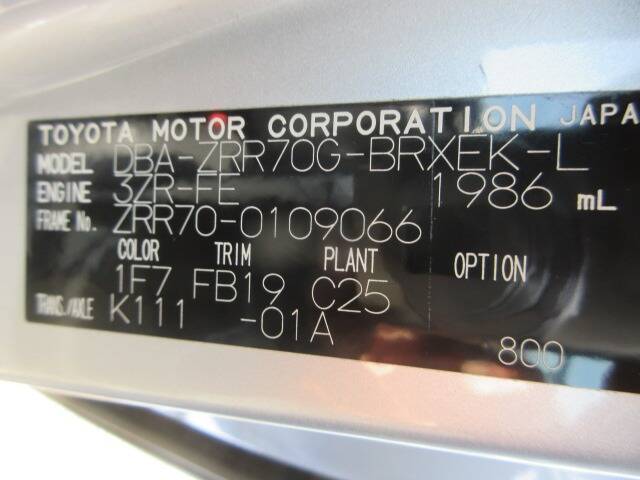 TOYOTA MOTOR CORPORATION JAPA
MODEL DBA-ZRR70G-BRXEK-L
ENGINE 3ZR-FE 1986 mL
FRAME No. ZRR70-0109066
COLOR TRIM PLANT OPTION
1F7 FB19 C25
TRANS./AXLE K111 -01A
800